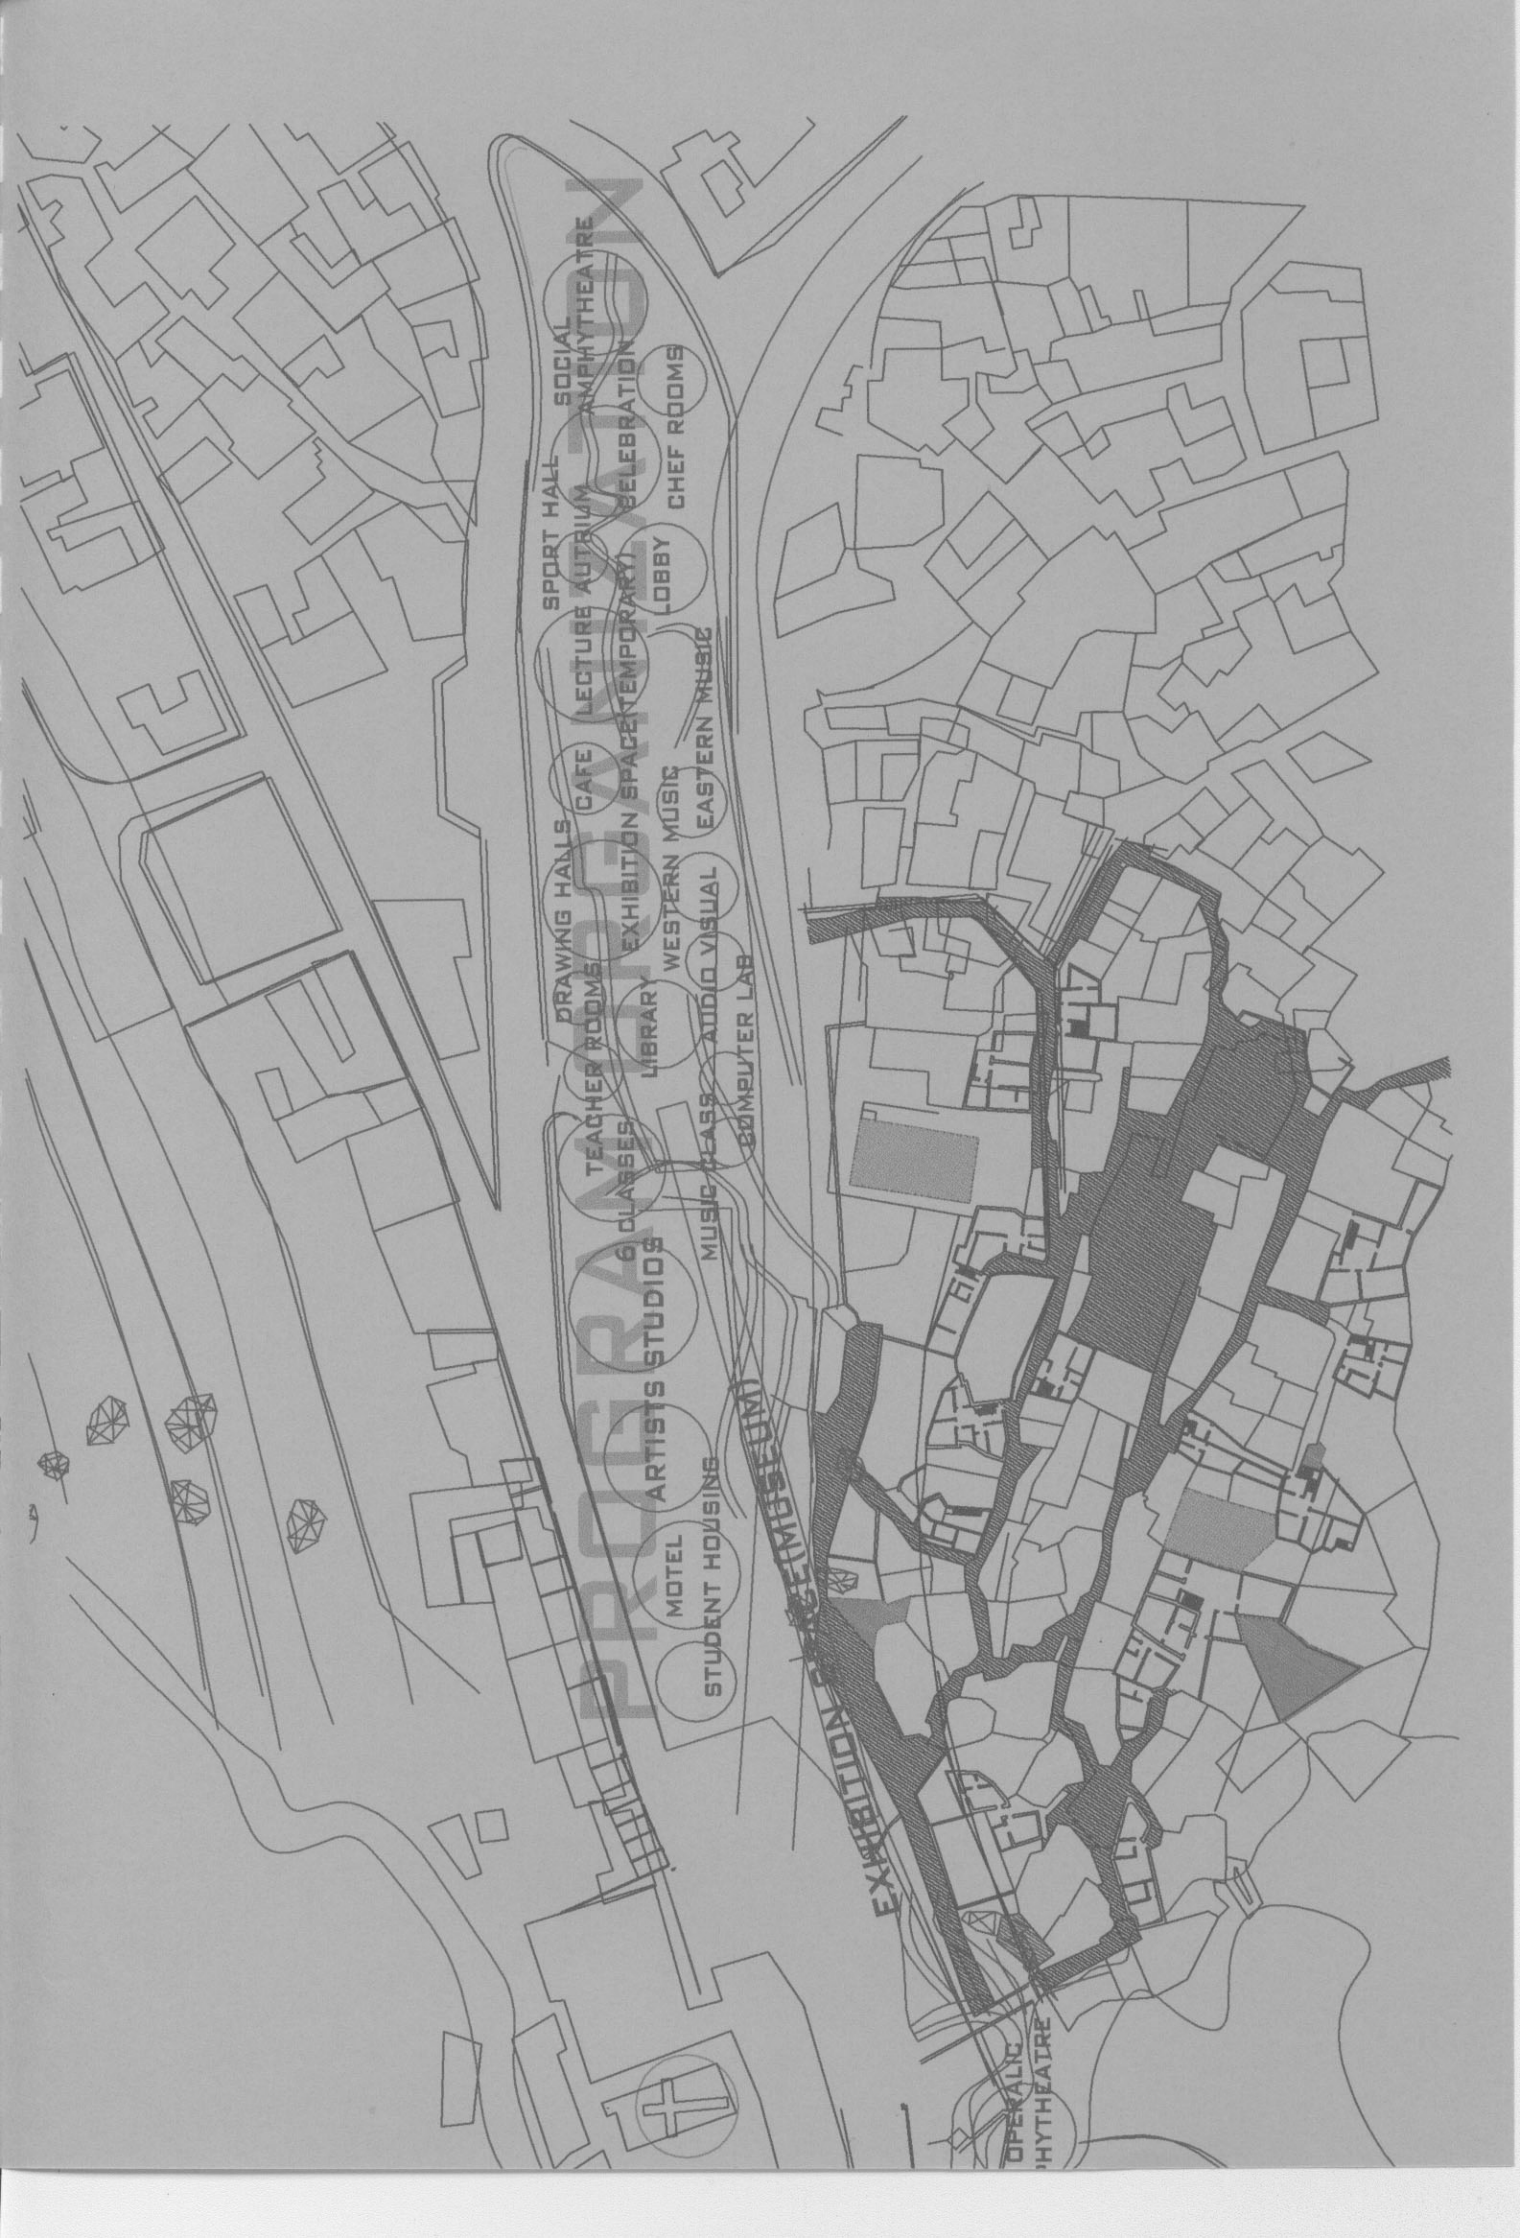 PROGRAM ORGANIZATION
SOCIAL
SPORT HALL
DRAWING HALLS
CAFE
LECTURE AUTRIUM
AMPHYTHEATRE
TEACHER ROOMS
6 CLASSES
EXHIBITION SPACE(TEMPORARY)
CELEBRATION
ARTISTS STUDIOS
LIBRARY
WESTERN MUSIC
LOBBY
CHEF ROOMS
MOTEL
STUDENT HOUSING
MUSIC CLASS
AUDIO VISUAL
EASTERN MUSIC
COMPUTER LAB
EXHIBITION SPACE(MUSEUM)
OPERALIC
PHYTHEATRE